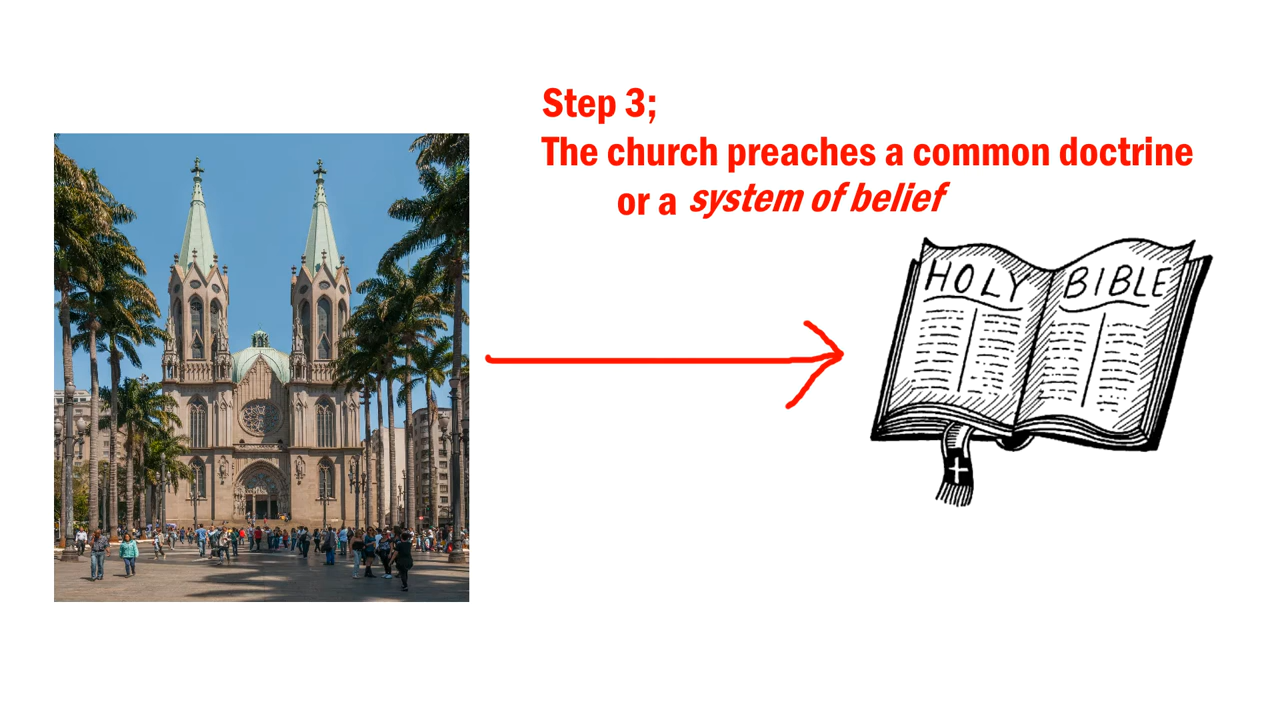 Step 3;
The church preaches a common doctrine
or a system of belief
HOLY BIBLE